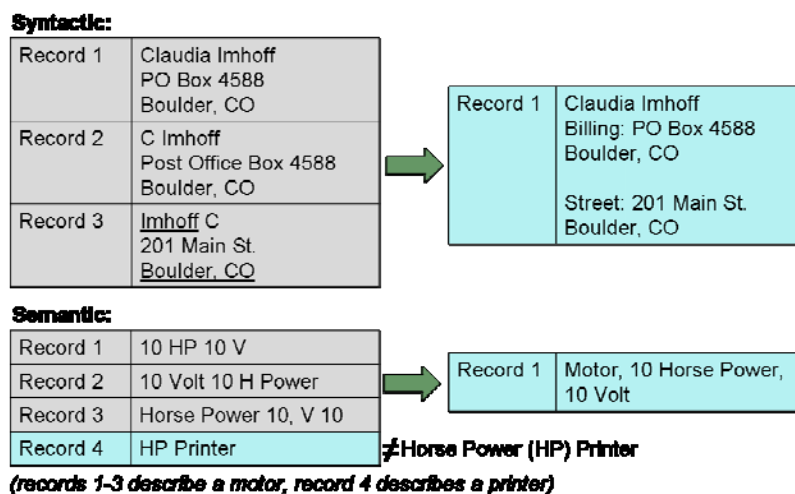 Syntactic:
Record 1
Claudia Imhoff
PO Box 4588
Boulder, CO
Record 2
C Imhoff
Post Office Box 4588
Boulder, CO
Record 3
Imhoff C
201 Main St.
Boulder, CO
Record 1
Claudia Imhoff
Billing: PO Box 4588
Boulder, CO
Street: 201 Main St.
Boulder, CO
Semantic:
Record 1
10 HP 10 V
Record 2
10 Volt 10 H Power
Record 3
Horse Power 10, V 10
Record 4
HP Printer
Record 1
Motor, 10 Horse Power,
10 Volt
≠Horse Power (HP) Printer
(records 1-3 describe a motor, record 4 describes a printer)